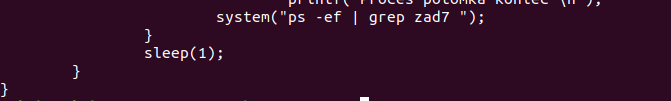 printf("Proces potomka koniec \n");
system("ps -ef | grep zad7 ");
}
sleep(1);
}
}